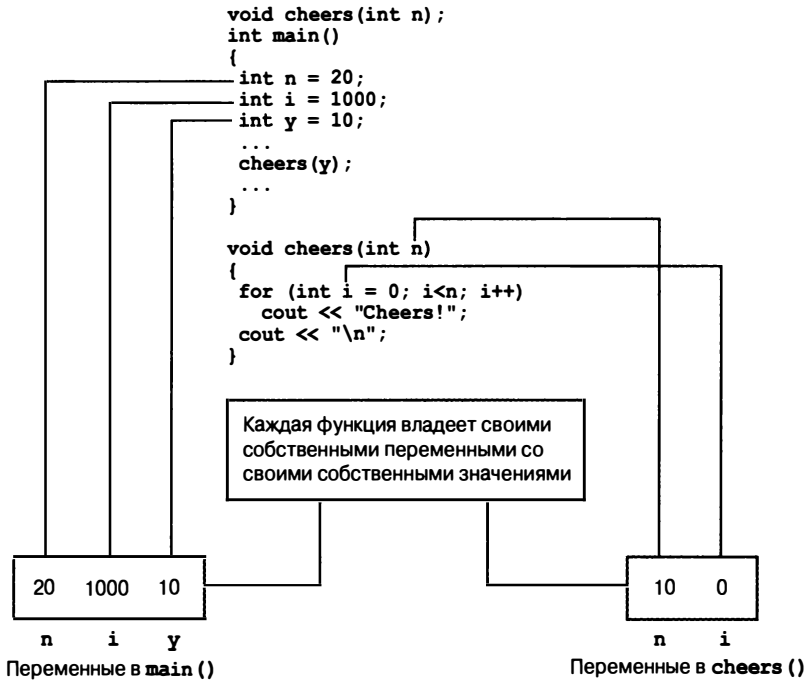 void cheers(int n);
int main()
{
int n = 20;
int i = 1000;
int y = 10;
...
cheers(y);
...
}
void cheers(int n)
{
for (int i = 0; i<n; i++)
cout << "Cheers!";
cout << "\n";
}
Каждая функция владеет своими
собственными переменными со
своими собственными значениями
20 1000 10
n i y
Переменные в main()
10 0
n i
Переменные в cheers()